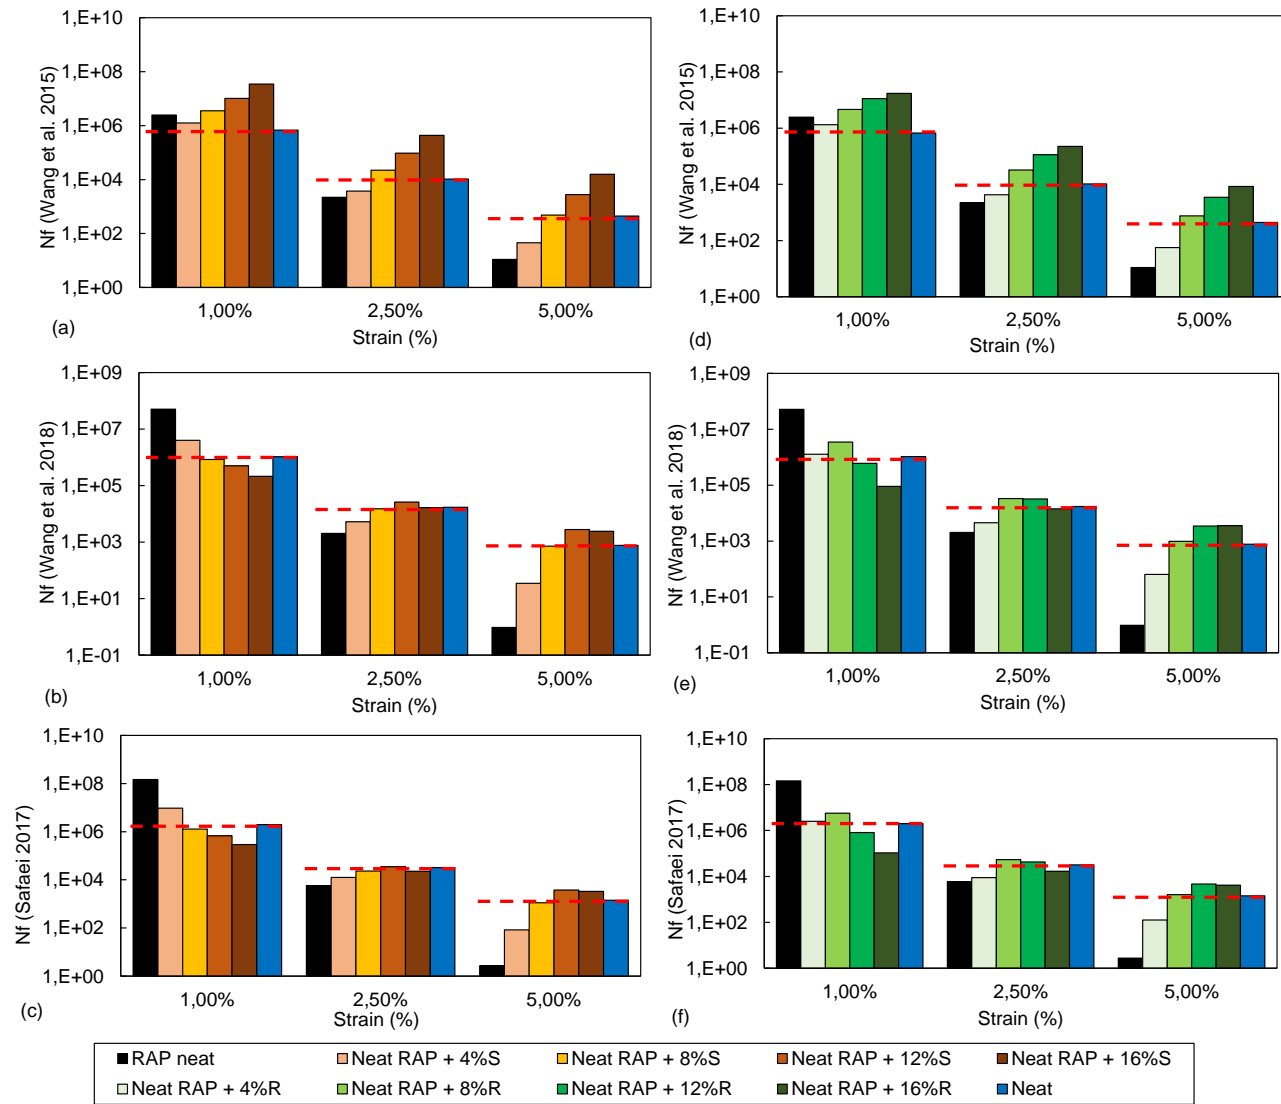 Nf (Wang et al. 2015)
1,E+10
1,E+08
1,E+06
1,E+04
1,E+02
1,E+00
1,00%
2,50%
5,00%
Strain (%)
(a)
Nf (Wang et al. 2015)
1,E+10
1,E+08
1,E+06
1,E+04
1,E+02
1,E+00
1,00%
2,50%
5,00%
Strain (%)
(d)
Nf (Wang et al. 2018)
1,E+09
1,E+07
1,E+05
1,E+03
1,E+01
1,E-01
1,00%
2,50%
5,00%
Strain (%)
(b)
Nf (Wang et al. 2018)
1,E+09
1,E+07
1,E+05
1,E+03
1,E+01
1,E-01
1,00%
2,50%
5,00%
Strain (%)
(e)
Nf (Safaei 2017)
1,E+10
1,E+08
1,E+06
1,E+04
1,E+02
1,E+00
1,00%
2,50%
5,00%
Strain (%)
(c)
Nf (Safaei 2017)
1,E+10
1,E+08
1,E+06
1,E+04
1,E+02
1,E+00
1,00%
2,50%
5,00%
Strain (%)
(f)
RAP neat
Neat RAP + 4%S
Neat RAP + 8%S
Neat RAP + 12%S
Neat RAP + 16%S
Neat RAP + 4%R
Neat RAP + 8%R
Neat RAP + 12%R
Neat RAP + 16%R
Neat